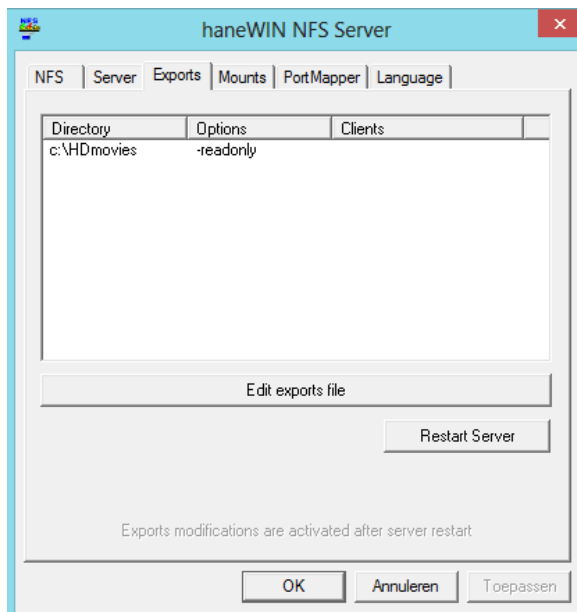 NFS
haneWIN NFS Server
NFS Server Exports Mounts PortMapper Language
Directory Options Clients
c:\HDmovies -readonly
Edit exports file
Restart Server
Exports modifications are activated after server restart
OK Annuleren Toepassen